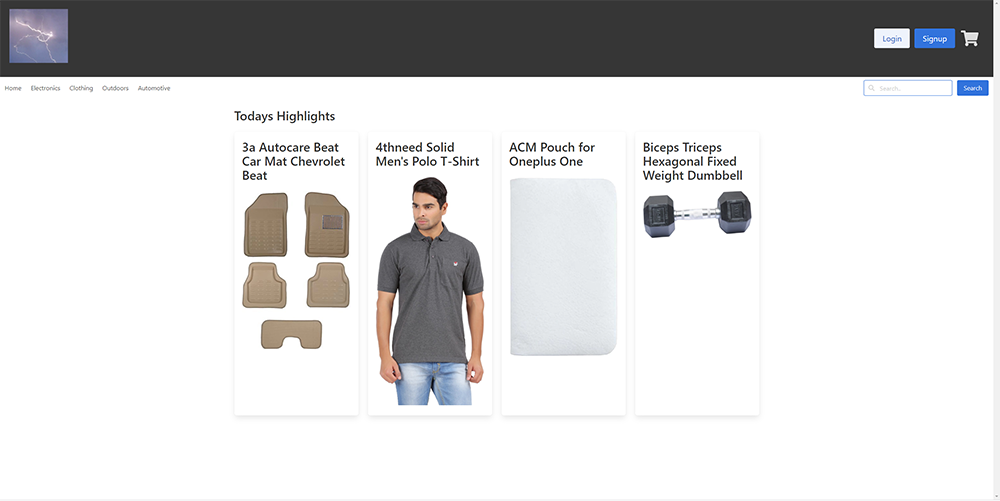 Login Signup
Home Electronics Clothing Outdoors Automotive Search.. Search
Todays Highlights
3a Autocare Beat
Car Mat Chevrolet
Beat
4thneed Solid
Men's Polo T-Shirt
ACM Pouch for
Oneplus One
Biceps Triceps
Hexagonal Fixed
Weight Dumbbell